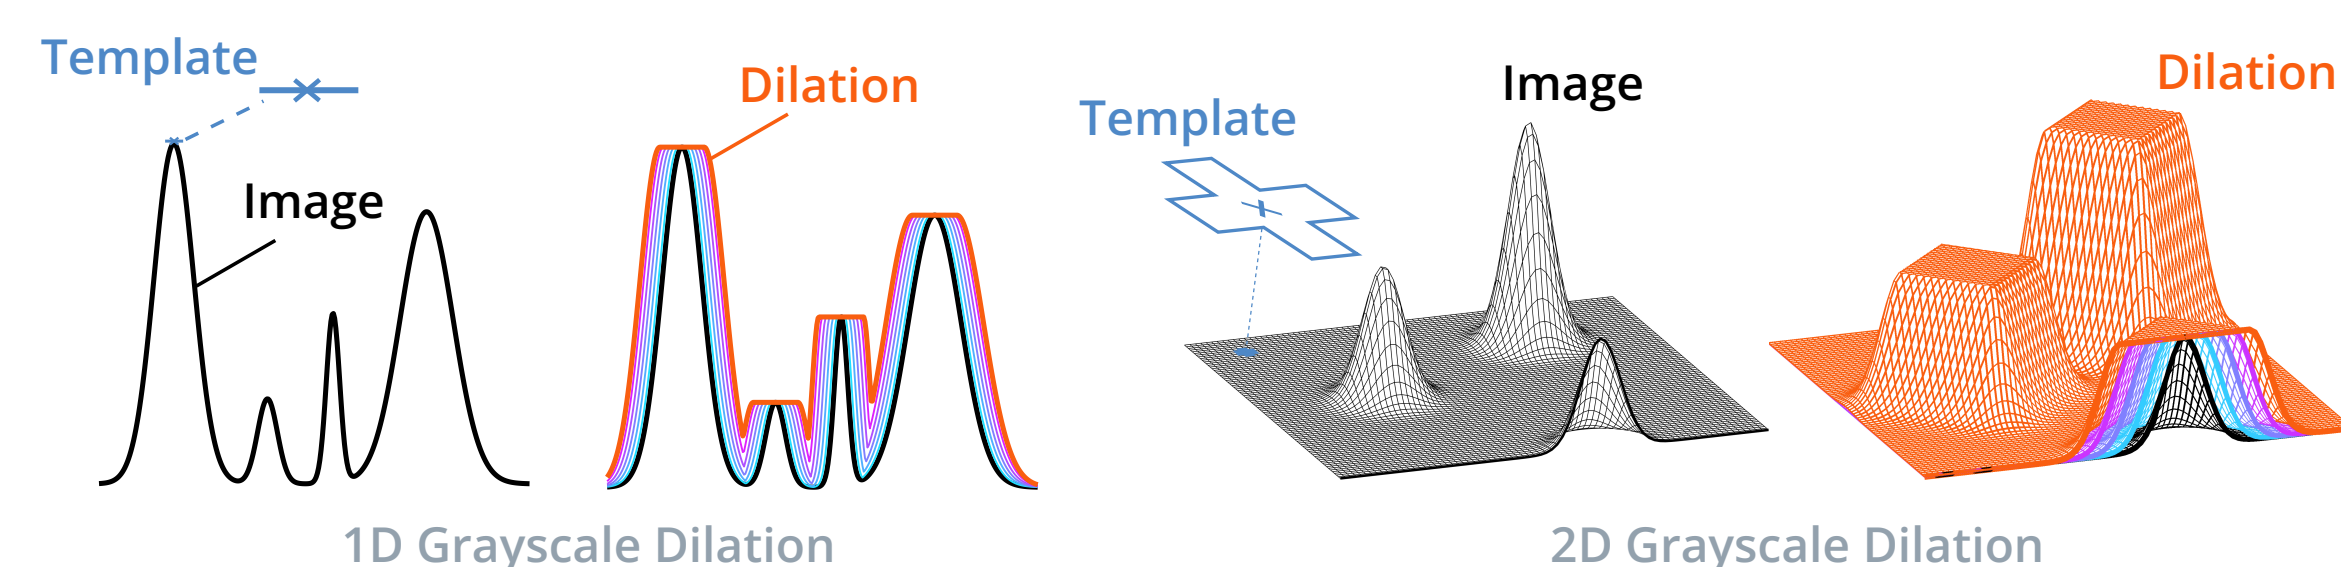 Template
Image
Dilation
1D Grayscale Dilation
Template
Image
Dilation
2D Grayscale Dilation